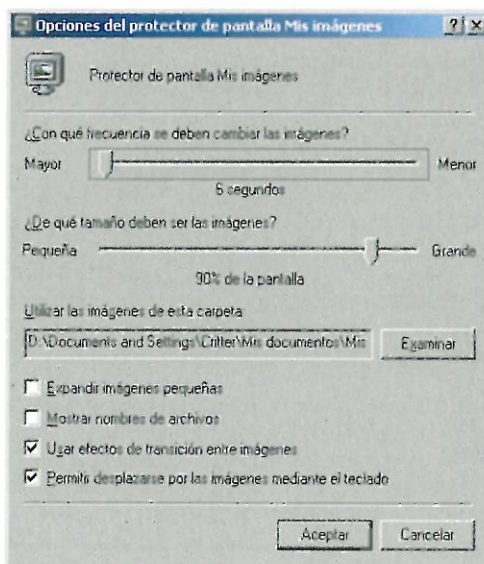 Opciones del protector de pantalla Mis imágenes
Protector de pantalla Mis imágenes
¿Con qué frecuencia se deben cambiar las imágenes?
Mayor Menor
6 segundos
¿De qué tamaño deben ser las imágenes?
Pequeña Grande
90% de la pantalla
Utilizar las imágenes de esta carpeta
D:\Documents and Settings\Critter\Mis documentos\Mis Examinar
Expandir imágenes pequeñas
Mostrar nombres de archivos
Usar efectos de transición entre imágenes
Permitir desplazarse por las imágenes mediante el teclado
Aceptar Cancelar